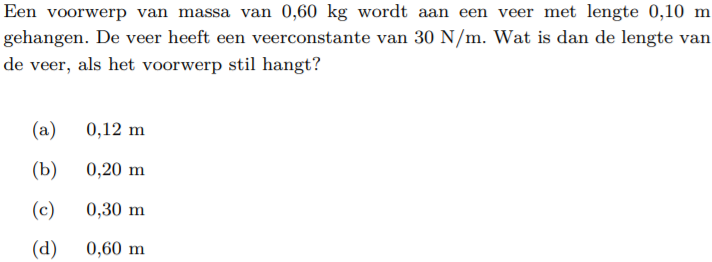 Een voorwerp van massa van 0,60 kg wordt aan een veer met lengte 0,10 m
gehangen. De veer heeft een veerconstante van 30 N/m. Wat is dan de lengte van
de veer, als het voorwerp stil hangt?
(a) 0,12 m
(b) 0,20 m
(c) 0,30 m
(d) 0,60 m